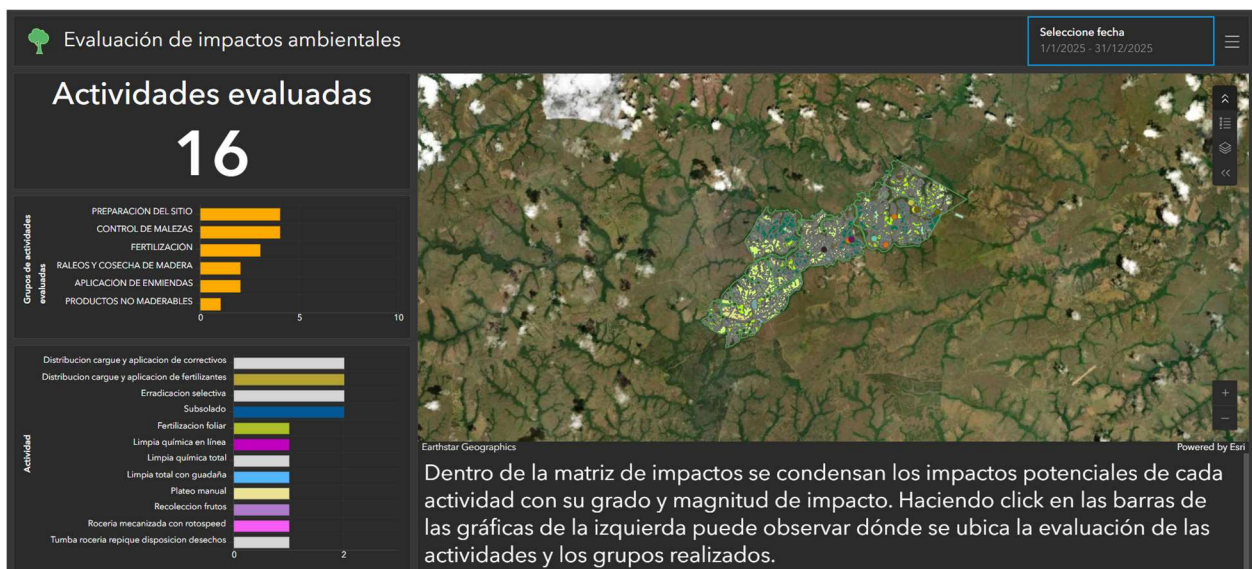 Evaluación de impactos ambientales
Seleccione fecha
1/1/2025 - 31/12/2025
Actividades evaluadas
16
Grupos de actividades
evaluadas
PREPARACIÓN DEL SITIO
CONTROL DE MALEZAS
FERTILIZACIÓN
RALEOS Y COSECHA DE MADERA
APLICACION DE ENMIENDAS
PRODUCTOS NO MADERABLES
0 5 10
Actividad
Distribucion cargue y aplicacion de correctivos
Distribucion cargue y aplicacion de fertilizantes
Erradicacion selectiva
Subsolado
Fertilizacion foliar
Limpia química en línea
Limpia química total
Limpia total con guadaña
Plateo manual
Recoleccion frutos
Roceria mecanizada con rotospeed
Tumba roceria repique disposicion desechos
0 2
Earthstar Geographics
Powered by Esri
Dentro de la matriz de impactos se condensan los impactos potenciales de cada
actividad con su grado y magnitud de impacto. Haciendo click en las barras de
las gráficas de la izquierda puede observar dónde se ubica la evaluación de las
actividades y los grupos realizados.